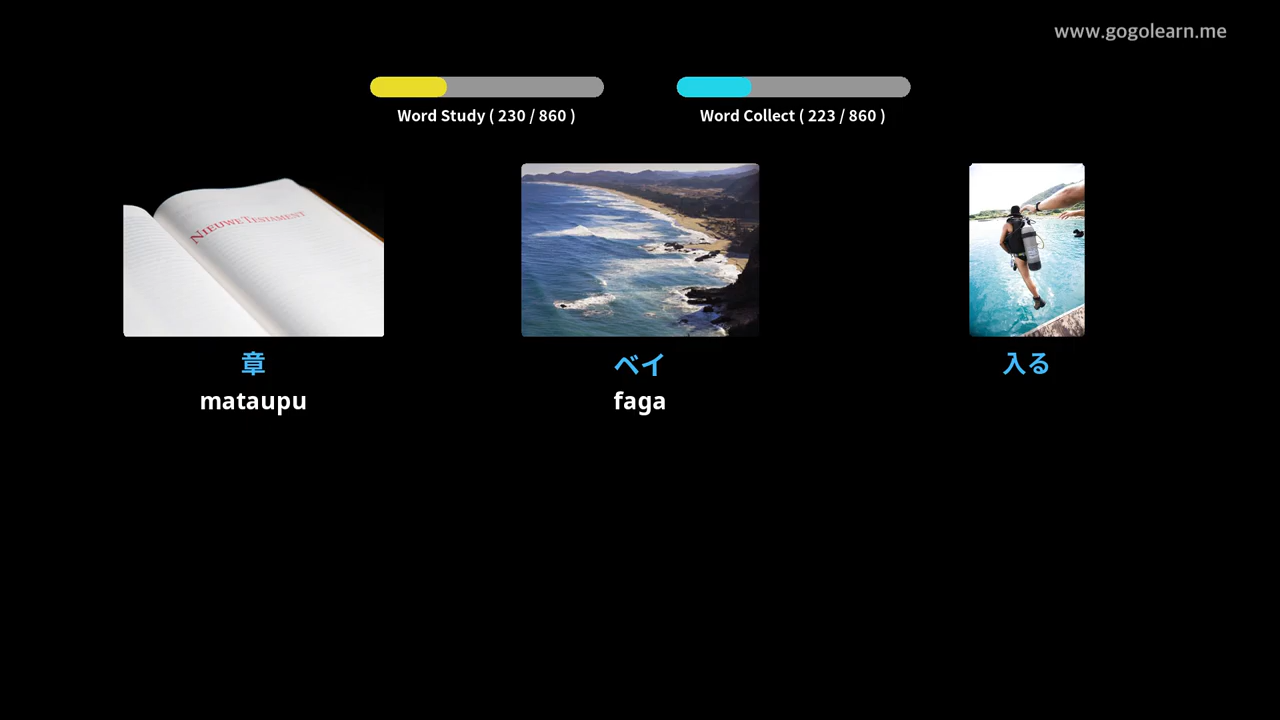 www.gogolearn.me
Word Study ( 230 / 860 )
Word Collect ( 223 / 860 )
NIEUWE TESTAMENT
章
ベイ
入る
mataupu
faga